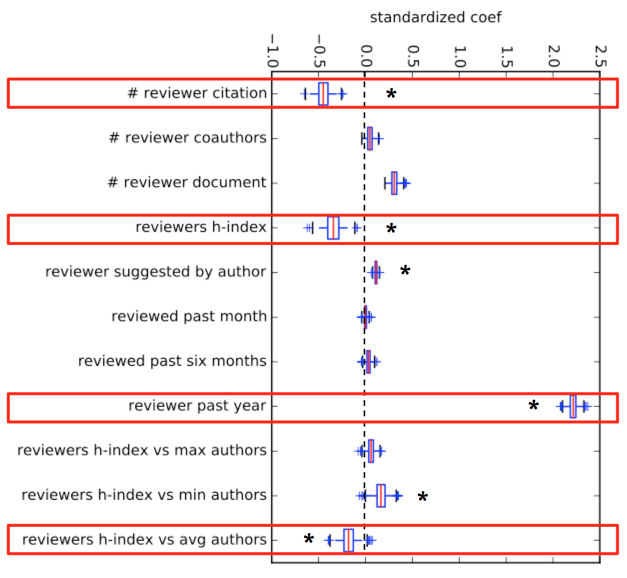 standardized coef
-1.0
-0.5
0.0
0.5
1.0
1.5
2.0
2.5
# reviewer citation *
# reviewer coauthors
# reviewer document
reviewers h-index *
reviewer suggested by author *
reviewed past month
reviewed past six months
reviewer past year *
reviewers h-index vs max authors
reviewers h-index vs min authors *
reviewers h-index vs avg authors *